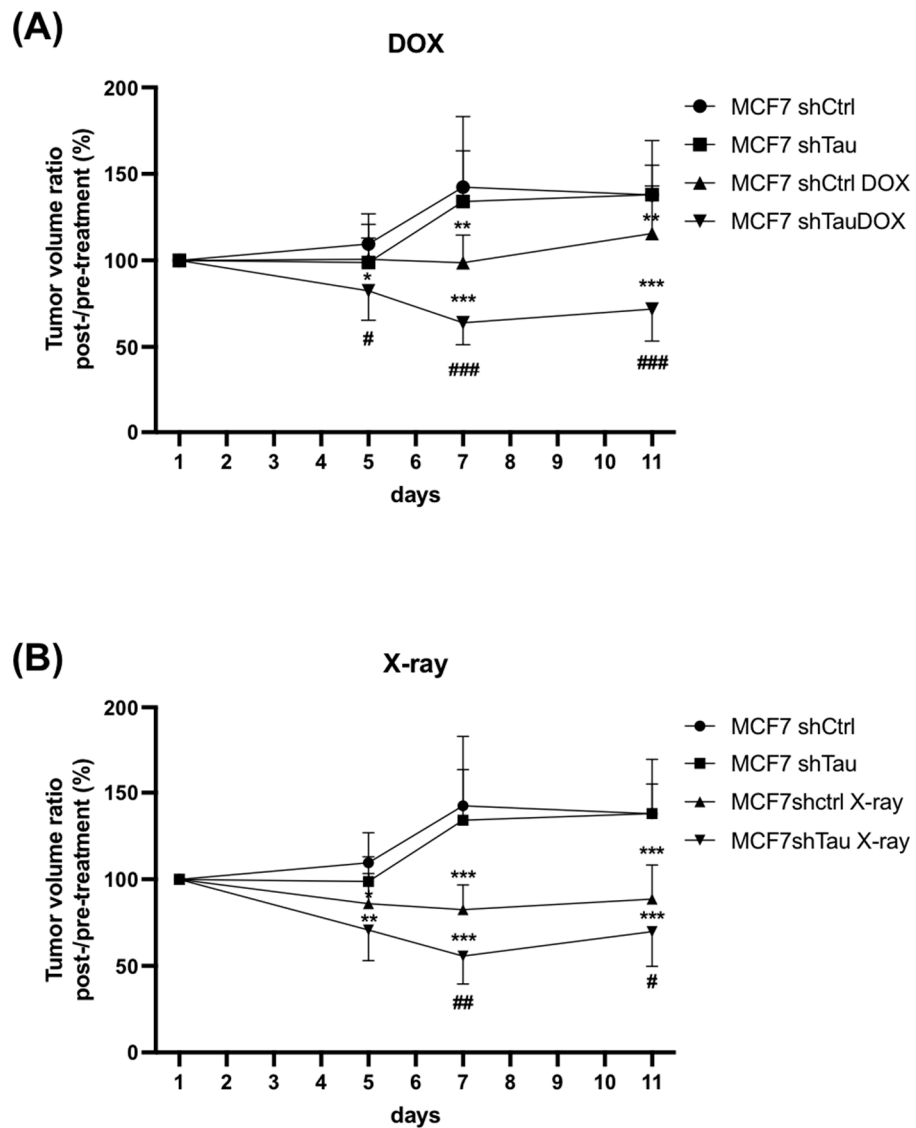 (A)
DOX
Tumor volume ratio
post-/pre-treatment (%)
200
150
100
50
0
**
**
*
***
***
#
###
###
1 2 3 4 5 6 7 8 9 10 11
days
MCF7 shCtrl
MCF7 shTau
MCF7 shCtrl DOX
MCF7 shTauDOX
(B)
X-ray
Tumor volume ratio
post-/pre-treatment (%)
200
150
100
50
0
***
***
*
**
***
***
#
##
1 2 3 4 5 6 7 8 9 10 11
days
MCF7 shCtrl
MCF7 shTau
MCF7shctrl X-ray
MCF7shTau X-ray